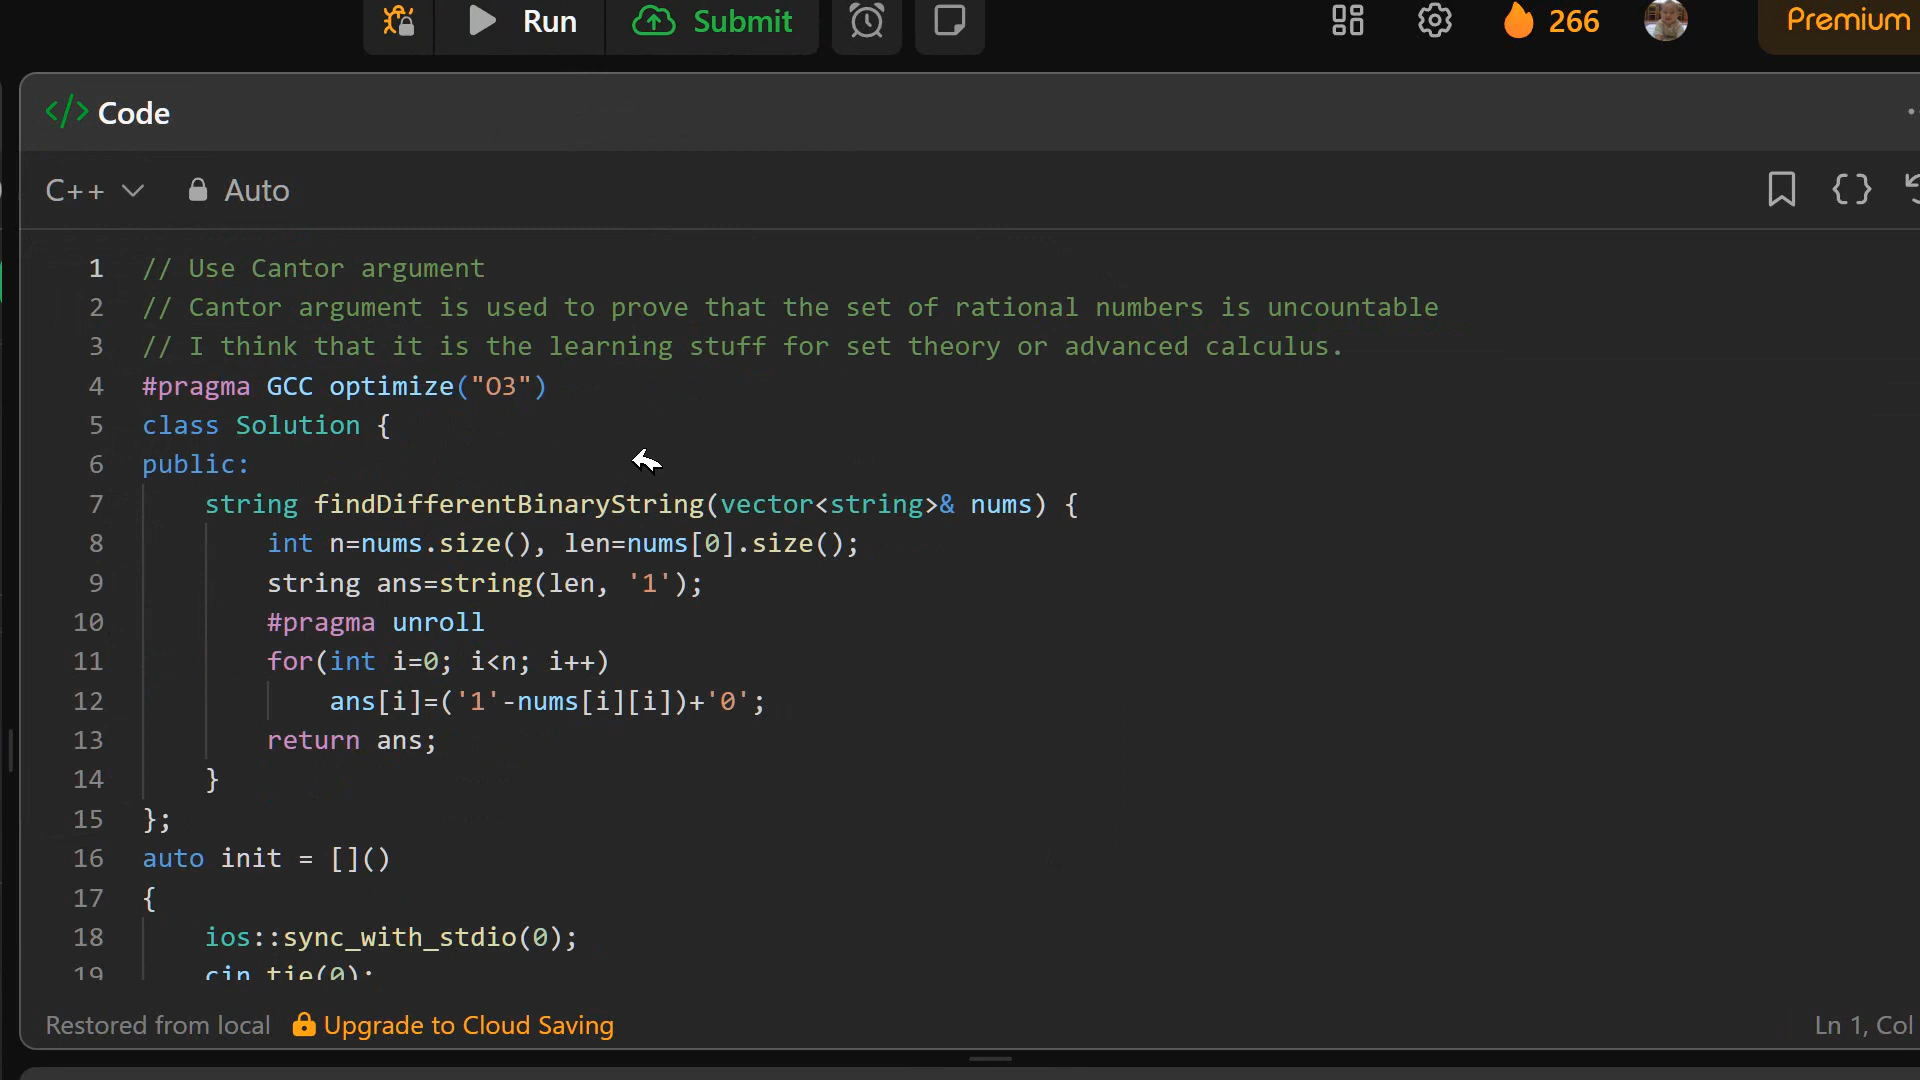 Run
Submit
266
Premium
</> Code
C++
Auto
1 // Use Cantor argument
2 // Cantor argument is used to prove that the set of rational numbers is uncountable
3 // I think that it is the learning stuff for set theory or advanced calculus.
4 #pragma GCC optimize("O3")
5 class Solution {
6 public:
7 string findDifferentBinaryString(vector<string>& nums) {
8 int n=nums.size(), len=nums[0].size();
9 string ans=string(len, '1');
10 #pragma unroll
11 for(int i=0; i<n; i++)
12 ans[i]=('1'-nums[i][i])+'0';
13 return ans;
14 }
15 };
16 auto init = []()
17 {
18 ios::sync_with_stdio(0);
19 cin tie(0);
Restored from local
Upgrade to Cloud Saving
Ln 1, Col